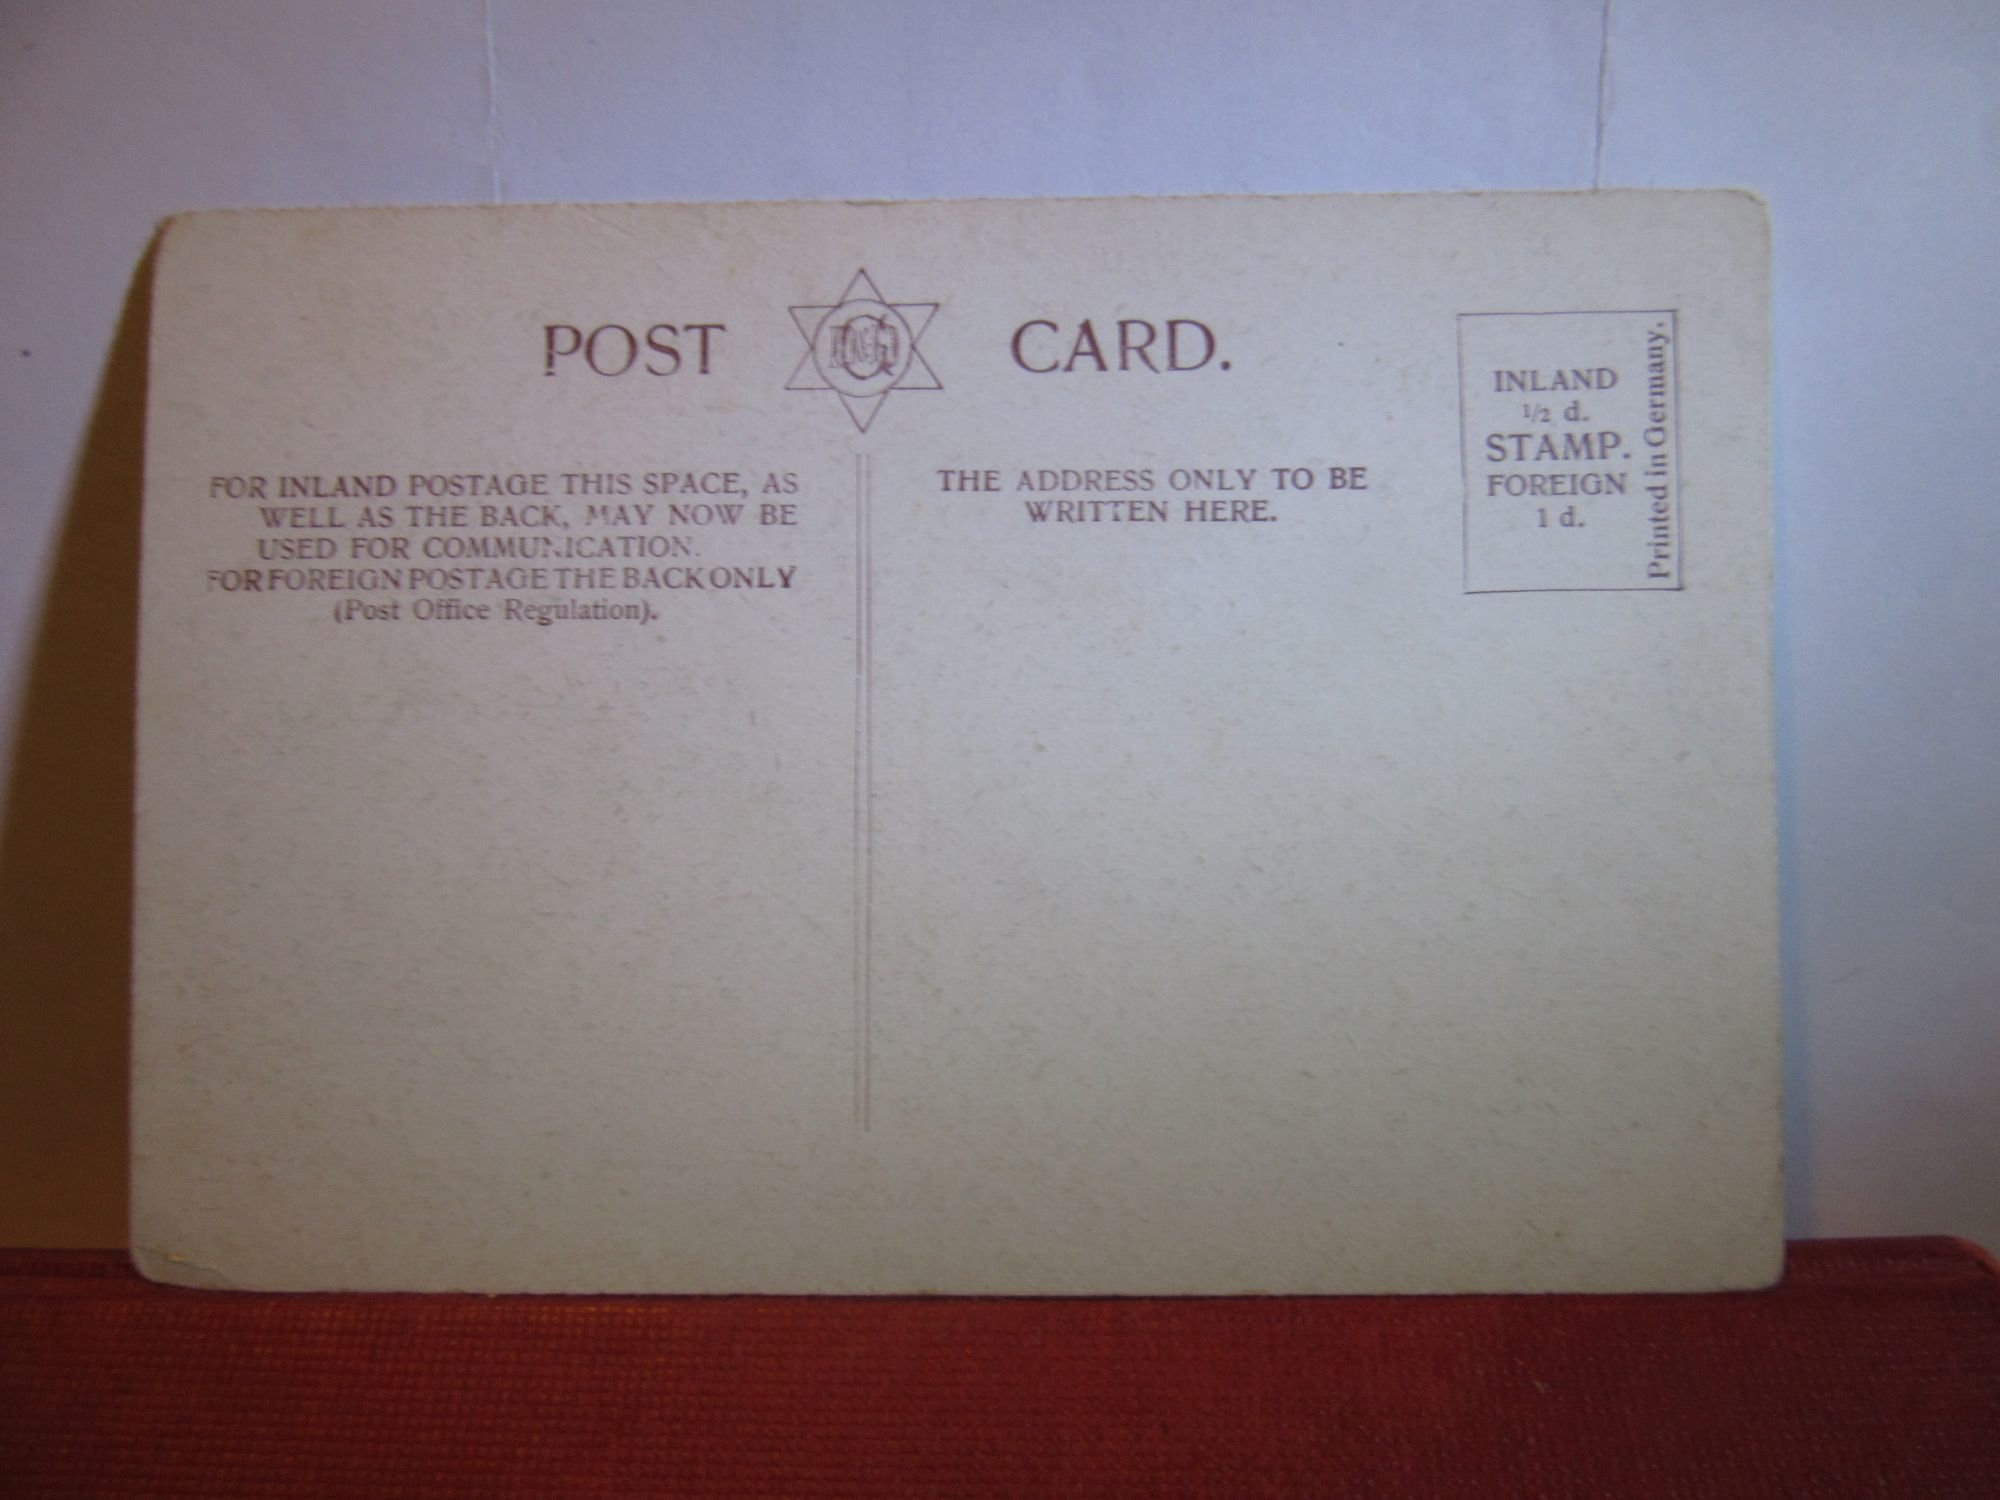 POST CARD.
FOR INLAND POSTAGE THIS SPACE, AS
WELL AS THE BACK, MAY NOW BE
USED FOR COMMUNICATION.
FOR FOREIGN POSTAGE THE BACK ONLY
(Post Office Regulation).
THE ADDRESS ONLY TO BE
WRITTEN HERE.
INLAND
1/2 d.
STAMP.
FOREIGN
1 d.
Printed in Germany.